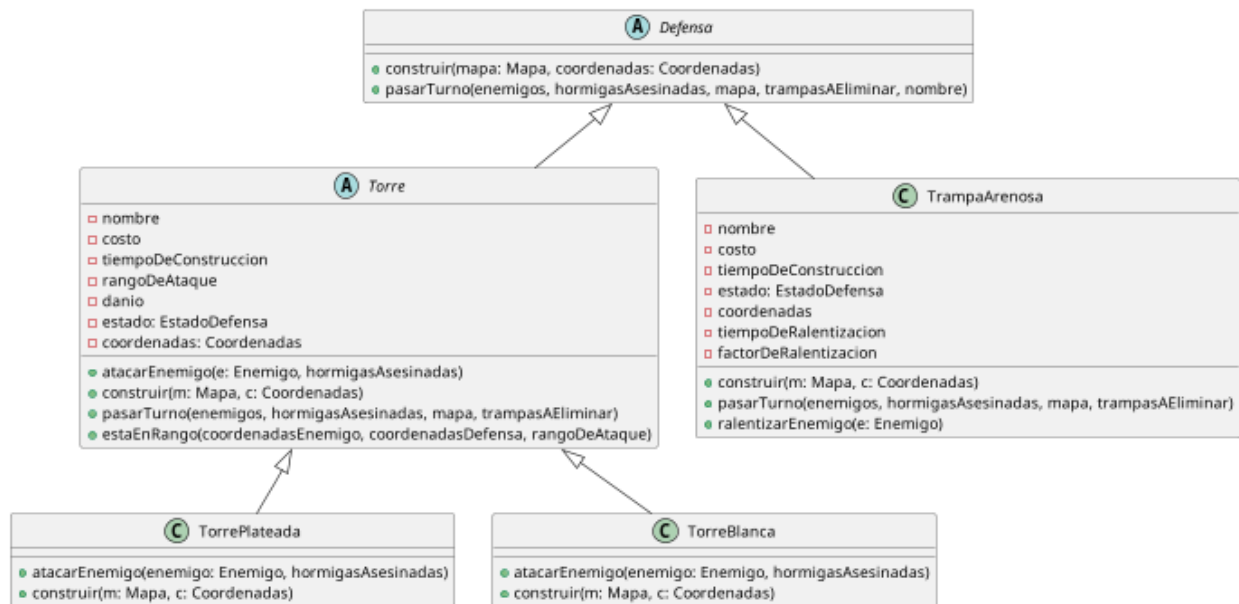 A Defensa
construir(mapa: Mapa, coordenadas: Coordenadas)
pasarTurno(enemigos, hormigasAsesinadas, mapa, trampasAEliminar, nombre)
A Torre
nombre
costo
tiempoDeConstruccion
rangoDeAtaque
danio
estado: EstadoDefensa
coordenadas: Coordenadas
atacarEnemigo(e: Enemigo, hormigasAsesinadas)
construir(m: Mapa, c: Coordenadas)
pasarTurno(enemigos, hormigasAsesinadas, mapa, trampasAEliminar)
estaEnRango(coordenadasEnemigo, coordenadasDefensa, rangoDeAtaque)
C TrampaArenosa
nombre
costo
tiempoDeConstruccion
estado: EstadoDefensa
coordenadas
tiempoDeRalentizacion
factorDeRalentizacion
construir(m: Mapa, c: Coordenadas)
pasarTurno(enemigos, hormigasAsesinadas, mapa, trampasAEliminar)
ralentizarEnemigo(e: Enemigo)
C TorrePlateada
atacarEnemigo(enemigo: Enemigo, hormigasAsesinadas)
construir(m: Mapa, c: Coordenadas)
C TorreBlanca
atacarEnemigo(enemigo: Enemigo, hormigasAsesinadas)
construir(m: Mapa, c: Coordenadas)